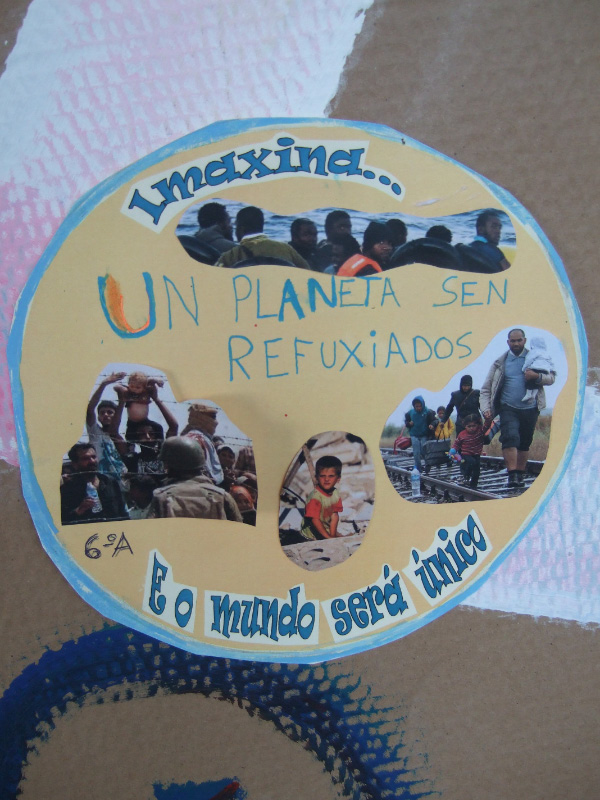 Imaxina...
UN PLANETA SEN
REFUXIADOS
6ºA
E o mundo será único